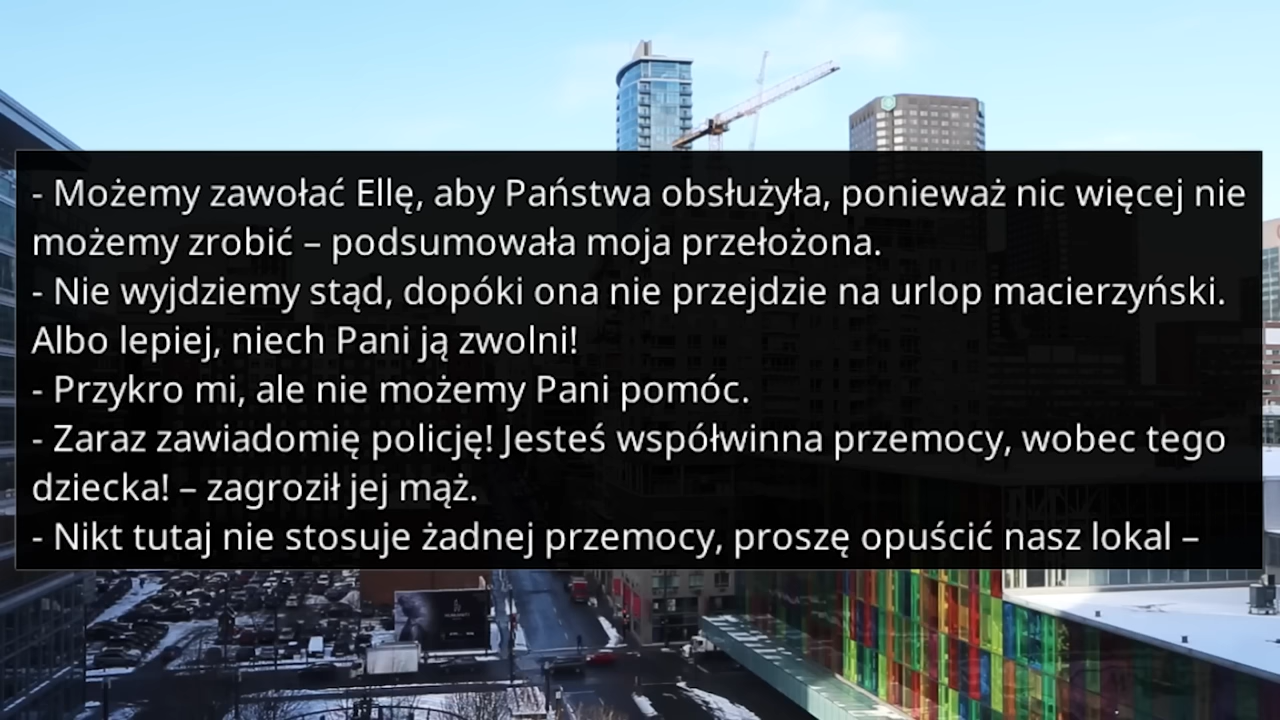 - Możemy zawołać Ellę, aby Państwa obsłużyła, ponieważ nic więcej nie
możemy zrobić – podsumowała moja przełożona.
- Nie wyjdziemy stąd, dopóki ona nie przejdzie na urlop macierzyński.
Albo lepiej, niech Pani ją zwolni!
- Przykro mi, ale nie możemy Pani pomóc.
- Zaraz zawiadomię policję! Jesteś współwinna przemocy, wobec tego
dziecka! – zagroził jej mąż.
- Nikt tutaj nie stosuje żadnej przemocy, proszę opuścić nasz lokal –